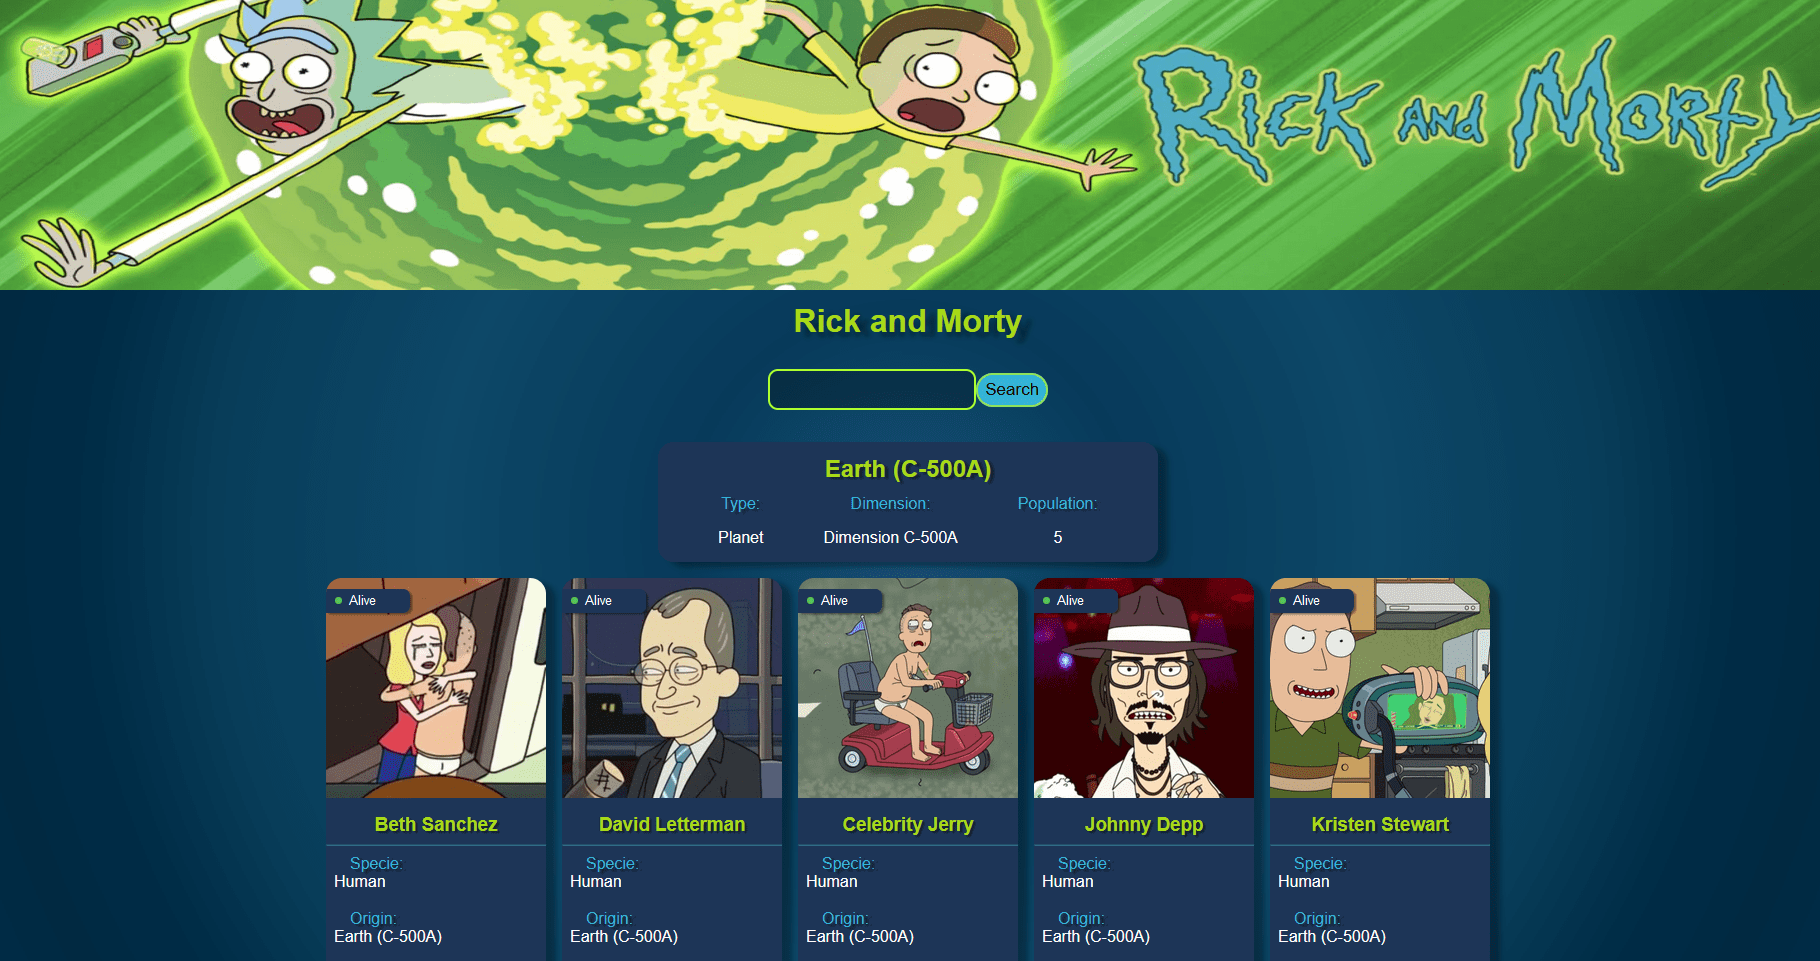 Rick and Morty
Rick and Morty
Search
Earth (C-500A)
Type: Dimension: Population:
Planet Dimension C-500A 5
Alive Alive Alive Alive Alive
Beth Sanchez David Letterman Celebrity Jerry Johnny Depp Kristen Stewart
Specie: Specie: Specie: Specie: Specie:
Human Human Human Human Human
Origin: Origin: Origin: Origin: Origin:
Earth (C-500A) Earth (C-500A) Earth (C-500A) Earth (C-500A) Earth (C-500A)